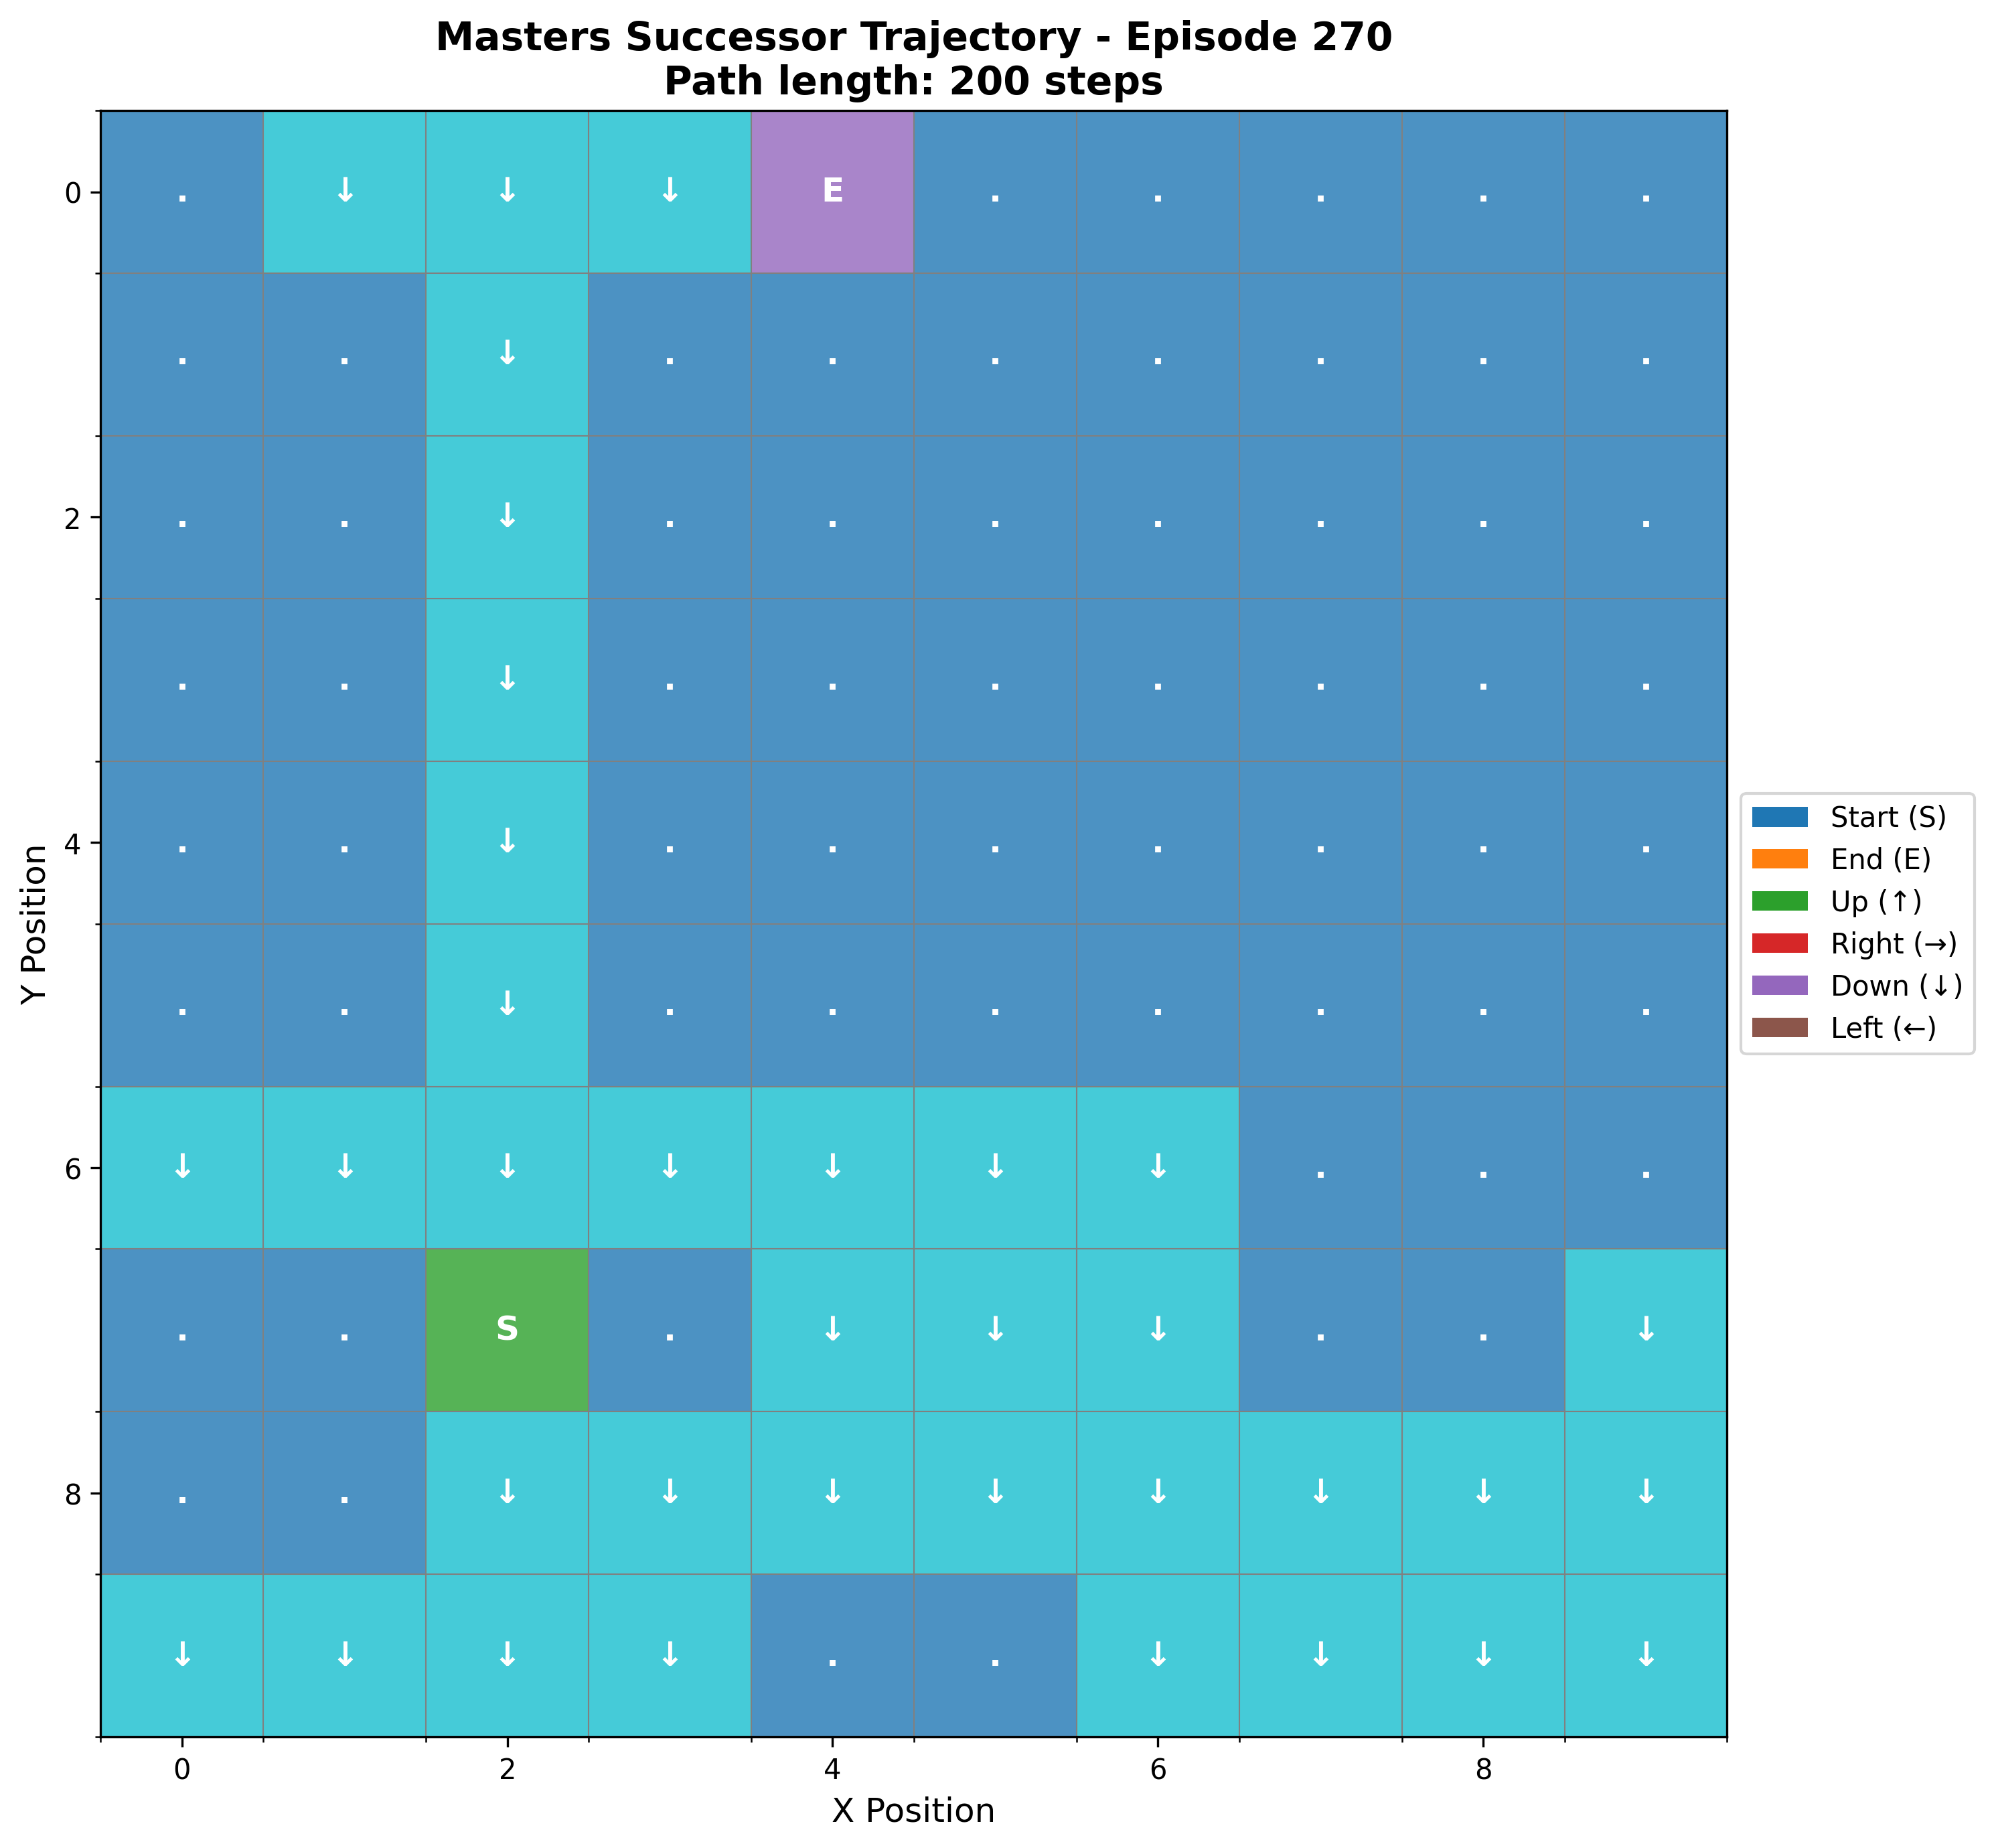 Masters Successor Trajectory - Episode 270
Path length: 200 steps
0 . ↓ ↓ ↓ E . . . . .
. . ↓ . . . . . . .
2 . . ↓ . . . . . . .
. . ↓ . . . . . . .
4 . . ↓ . . . . . . .
. . ↓ . . . . . . .
6 ↓ ↓ ↓ ↓ ↓ ↓ ↓ . . .
. . S . ↓ ↓ ↓ . . ↓
8 . . ↓ ↓ ↓ ↓ ↓ ↓ ↓ ↓
↓ ↓ ↓ ↓ . . ↓ ↓ ↓ ↓
0 2 4 6 8
X Position
Y Position
Start (S)
End (E)
Up (↑)
Right (→)
Down (↓)
Left (←)